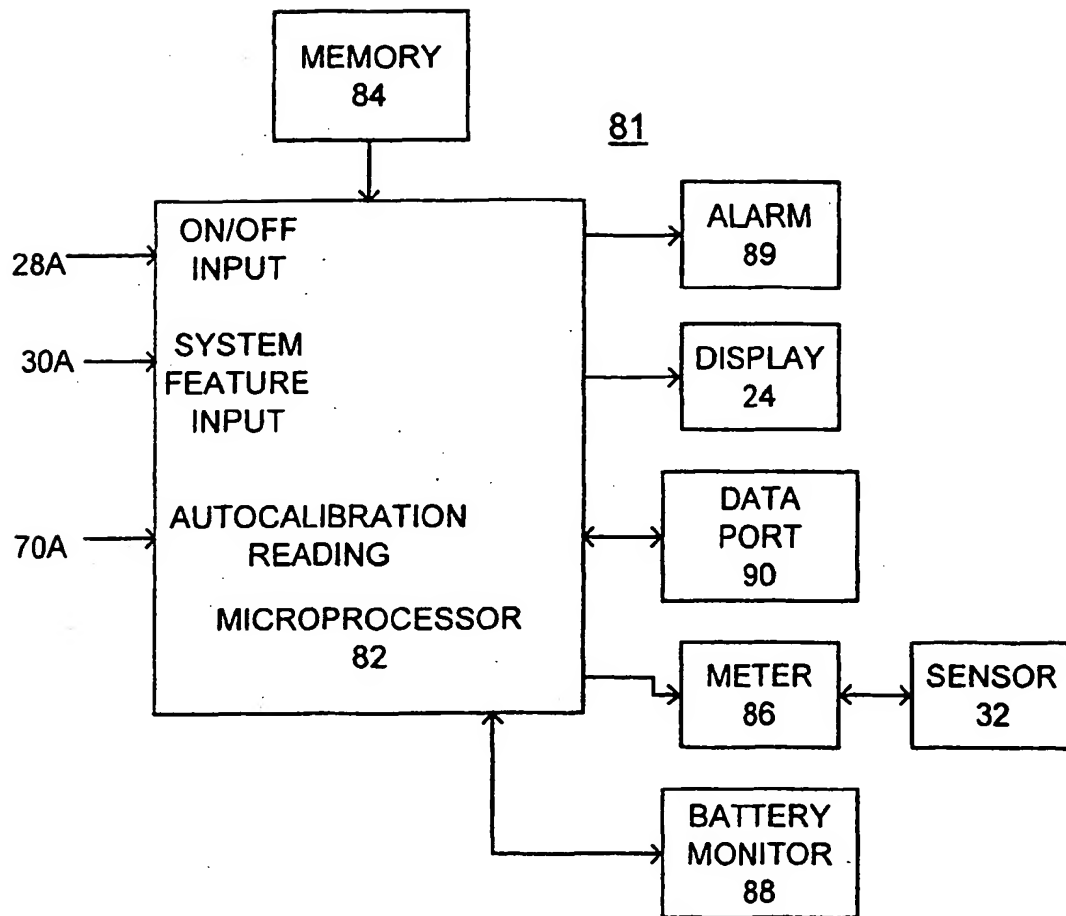 MEMORY
84
81
ON/OFF
INPUT
28A
ALARM
89
SYSTEM
FEATURE
INPUT
30A
DISPLAY
24
AUTOCALIBRATION
READING
70A
DATA
PORT
90
MICROPROCESSOR
82
METER
86
SENSOR
32
BATTERY
MONITOR
88